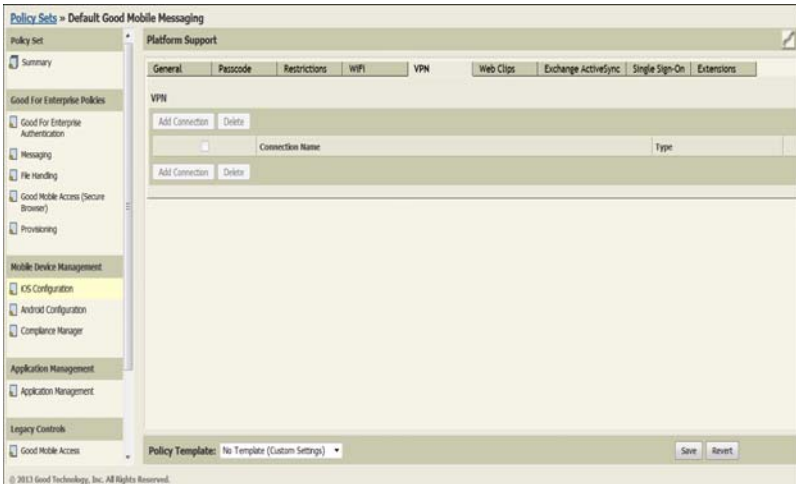 Policy Sets » Default Good Mobile Messaging
Policy Set
Summary
Good For Enterprise Policies
Good For Enterprise
Authentication
Messaging
File Handling
Good Mobile Access (Secure
Browser)
Provisioning
Mobile Device Management
iOS Configuration
Android Configuration
Compliance Manager
Application Management
Application Management
Legacy Controls
Good Mobile Access
Platform Support
General Passcode Restrictions WiFi VPN Web Clips Exchange ActiveSync Single Sign-On Extensions
VPN
Add Connection Delete
Connection Name Type
Add Connection Delete
Policy Template: No Template (Custom Settings) Save Revert
© 2013 Good Technology, Inc. All Rights Reserved.